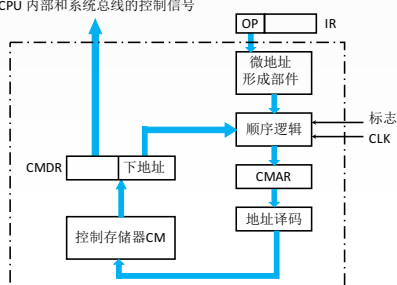 CPU 内部和系统总线的控制信号
OP
IR
微地址
形成部件
顺序逻辑
标志
CLK
CMDR
下地址
CMAR
地址译码
控制存储器CM